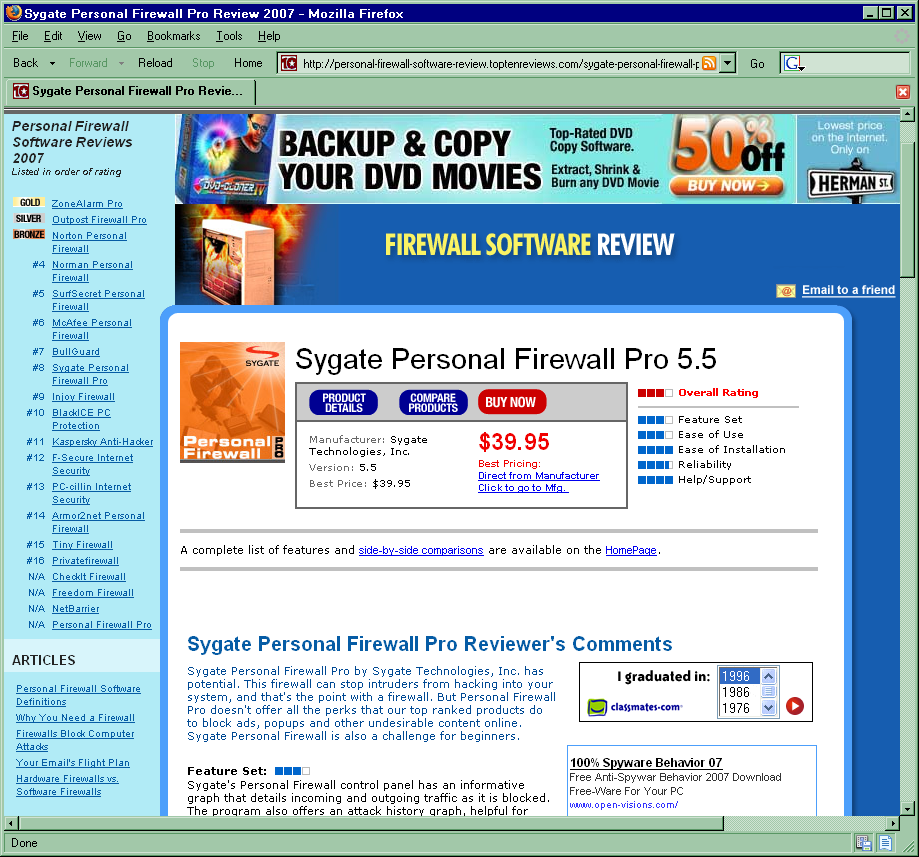 Sygate Personal Firewall Pro Review 2007 - Mozilla Firefox
File Edit View Go Bookmarks Tools Help
Back Forward Reload Stop Home http://personal-firewall-software-review.toptenreviews.com/sygate-personal-firewall-p Go
Sygate Personal Firewall Pro Revie...
Personal Firewall
Software Reviews
2007
Listed in order of rating
GOLD ZoneAlarm Pro
SILVER Outpost Firewall Pro
BRONZE Norton Personal
Firewall
#4 Norman Personal
Firewall
#5 SurfSecret Personal
Firewall
#6 McAfee Personal
Firewall
#7 BullGuard
#8 Sygate Personal
Firewall Pro
#9 Injoy Firewall
#10 BlackICE PC
Protection
#11 Kaspersky Anti-Hacker
#12 F-Secure Internet
Security
#13 PC-cillin Internet
Security
#14 Armor2net Personal
Firewall
#15 Tiny Firewall
#16 Privatefirewall
N/A CheckIt Firewall
N/A Freedom Firewall
N/A NetBarrier
N/A Personal Firewall Pro
ARTICLES
Personal Firewall Software
Definitions
Why You Need a Firewall
Firewalls Block Computer
Attacks
Your Email's Flight Plan
Hardware Firewalls vs.
Software Firewalls
DVD-CLONER IV
BACKUP & COPY
YOUR DVD MOVIES
Top-Rated DVD
Copy Software.
Extract, Shrink &
Burn any DVD Movie
50% off
BUY NOW
Lowest price
on the Internet.
Only on
HERMAN ST.
FIREWALL SOFTWARE REVIEW
Email to a friend
SYGATE
Personal
Firewall PRO
Sygate Personal Firewall Pro 5.5
PRODUCT
DETAILS
COMPARE
PRODUCTS
BUY NOW
Manufacturer: Sygate
Technologies, Inc.
Version: 5.5
Best Price: $39.95
$39.95
Best Pricing:
Direct from Manufacturer
Click to go to Mfg.
Overall Rating
Feature Set
Ease of Use
Ease of Installation
Reliability
Help/Support
A complete list of features and side-by-side comparisons are available on the HomePage.
Sygate Personal Firewall Pro Reviewer's Comments
Sygate Personal Firewall Pro by Sygate Technologies, Inc. has
potential. This firewall can stop intruders from hacking into your
system, and that's the point with a firewall. But Personal Firewall
Pro doesn't offer all the perks that our top ranked products do
to block ads, popups and other undesirable content online.
Sygate Personal Firewall is also a challenge for beginners.
Feature Set:
Sygate's Personal Firewall control panel has an informative
graph that details incoming and outgoing traffic as it is blocked.
The program also offers an attack history graph, helpful for
I graduated in:
classmates.com
1996
1986
1976
100% Spyware Behavior 07
Free Anti-Spywar Behavior 2007 Download
Free-Ware For Your PC
www.open-visions.com/
Done